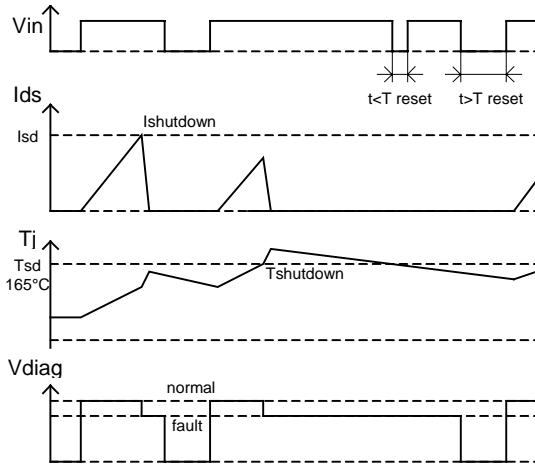 Vin
t<T reset
t>T reset
Ids
Isd
Ishutdown
Tj
Tsd
165°C
Tshutdown
Vdiag
normal
fault